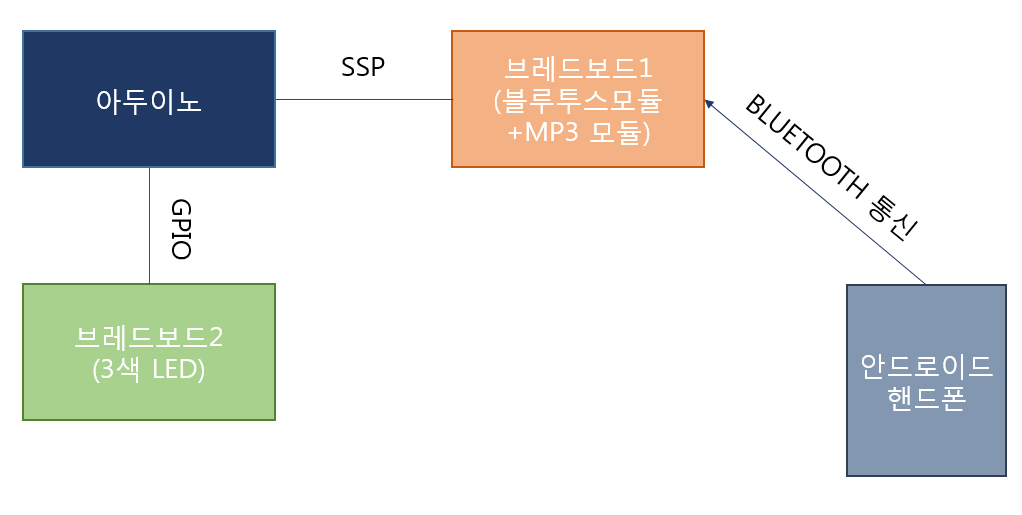 아두이노
SSP
브레드보드1
(블루투스모듈
+MP3 모듈)
BLUETOOTH 통신
GPIO
브레드보드2
(3색 LED)
안드로이드
핸드폰